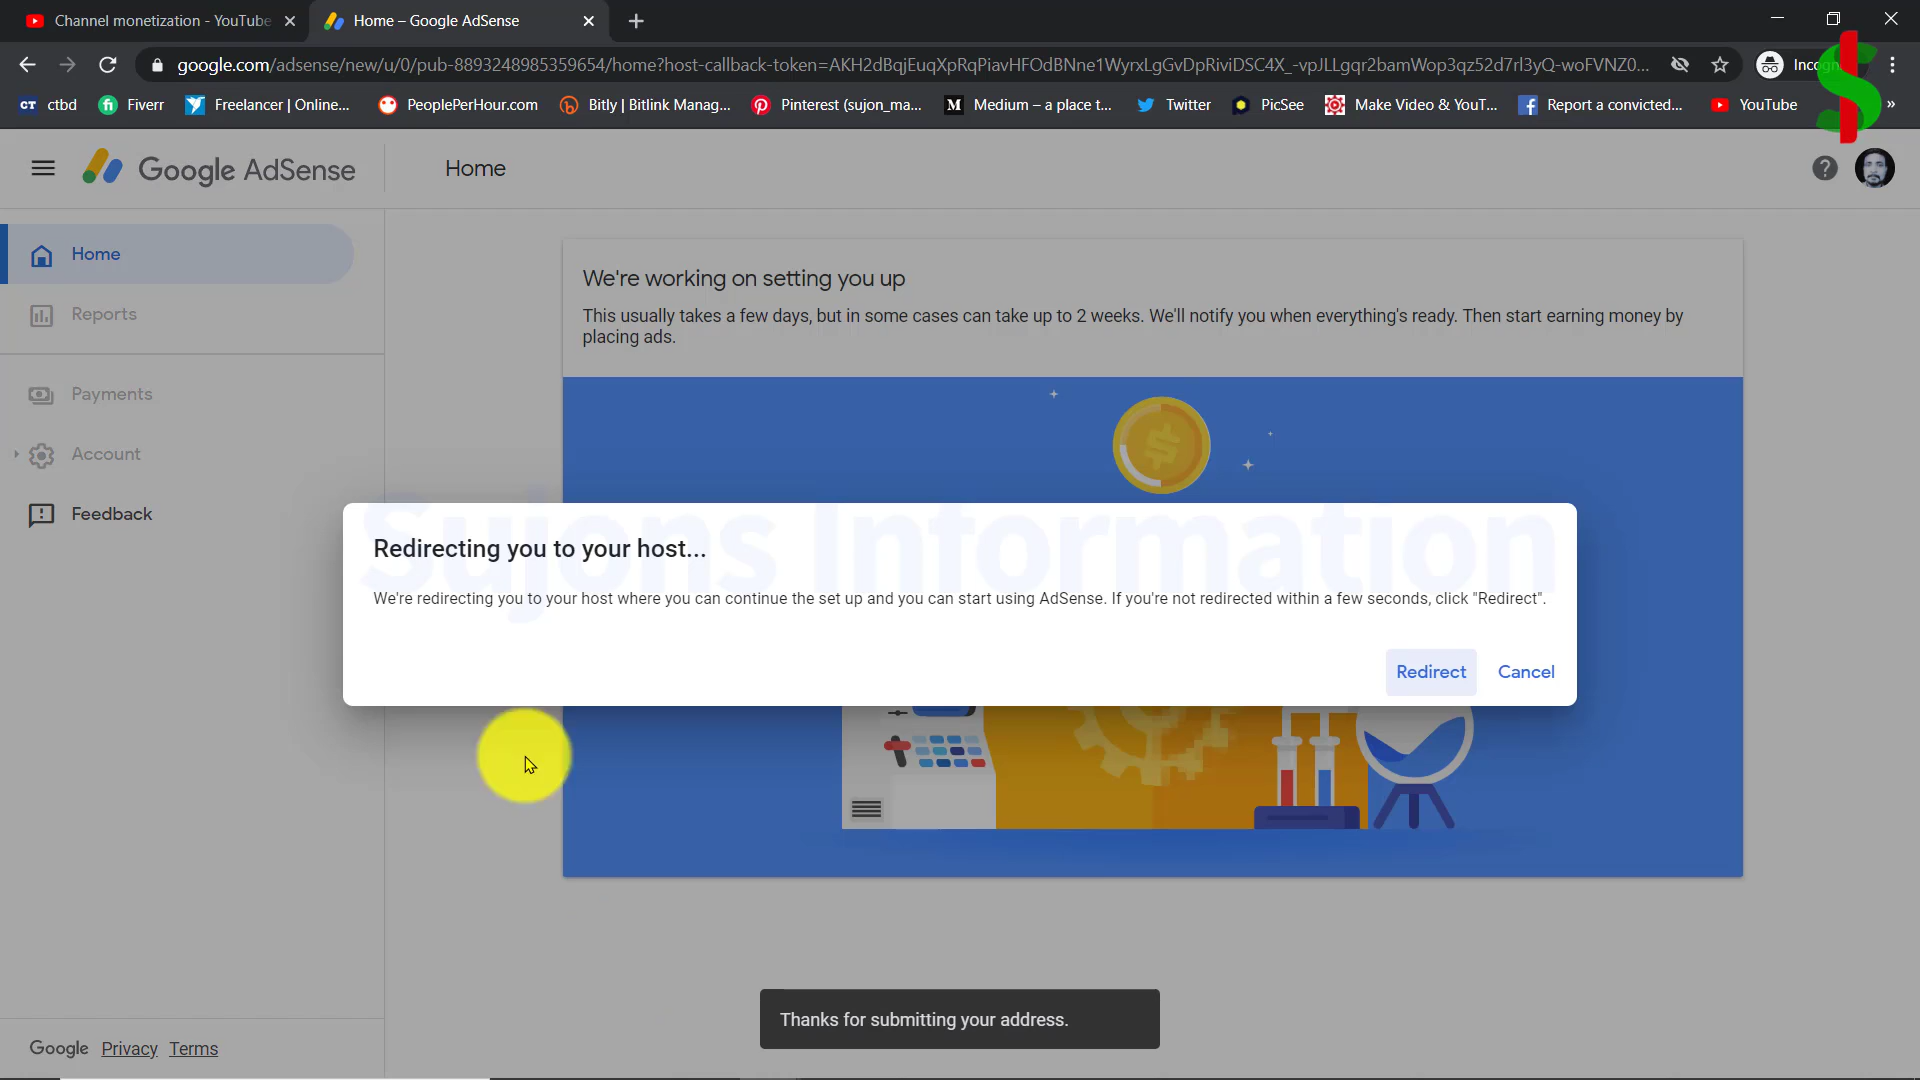 Channel monetization - YouTube
Home – Google AdSense
google.com/adsense/new/u/0/pub-8893248985359654/home?host-callback-token=AKH2dBqjEuqXpRqPiavHFOdBNne1WyrxLgGvDpRiviDSC4X_-vpJLLgqr2bamWop3qz52d7rl3yQ-woFVNZ0...
CT ctbd
fi Fiverr
Freelancer | Online...
PeoplePerHour.com
Bitly | Bitlink Manag...
Pinterest (sujon_ma...
M Medium – a place t...
Twitter
PicSee
Make Video & YouT...
Report a convicted...
YouTube
»
Google AdSense
Home
Home
Reports
Payments
Account
Feedback
We're working on setting you up
This usually takes a few days, but in some cases can take up to 2 weeks. We'll notify you when everything's ready. Then start earning money by
placing ads.
Sujons Information
Redirecting you to your host...
We're redirecting you to your host where you can continue the set up and you can start using AdSense. If you're not redirected within a few seconds, click "Redirect".
Redirect
Cancel
Thanks for submitting your address.
Google Privacy Terms